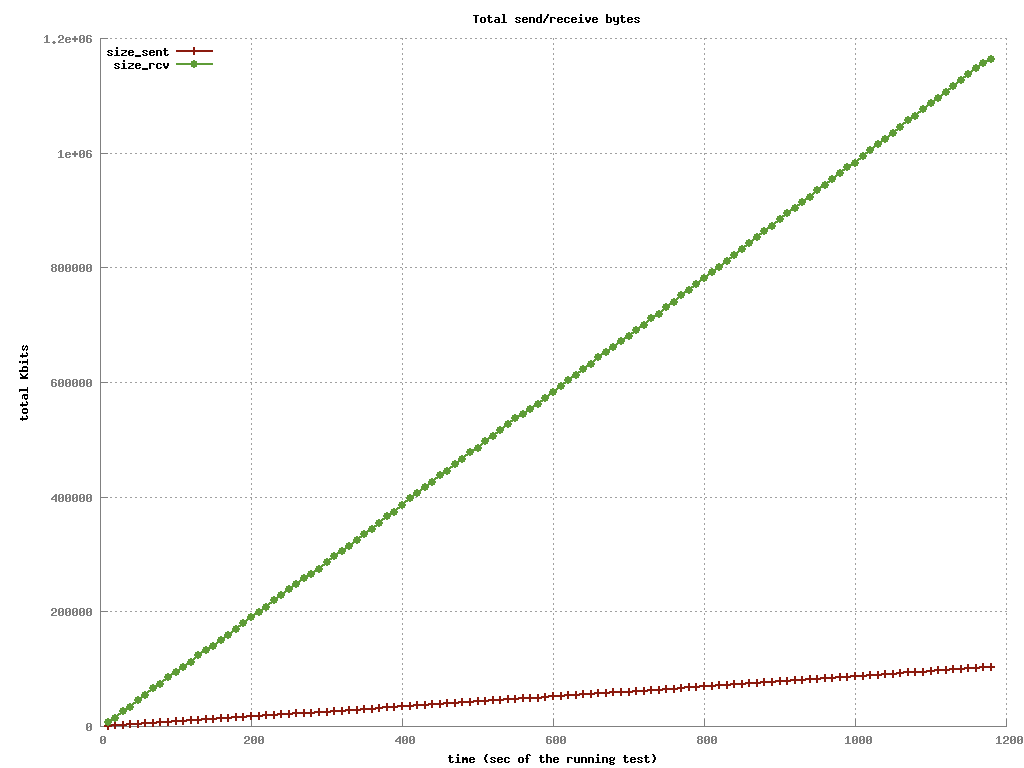 Total send/receive bytes
1.2e+06
size_sent
size_rcv
1e+06
800000
total Kbits
600000
400000
200000
0
0 200 400 600 800 1000 1200
time (sec of the running test)